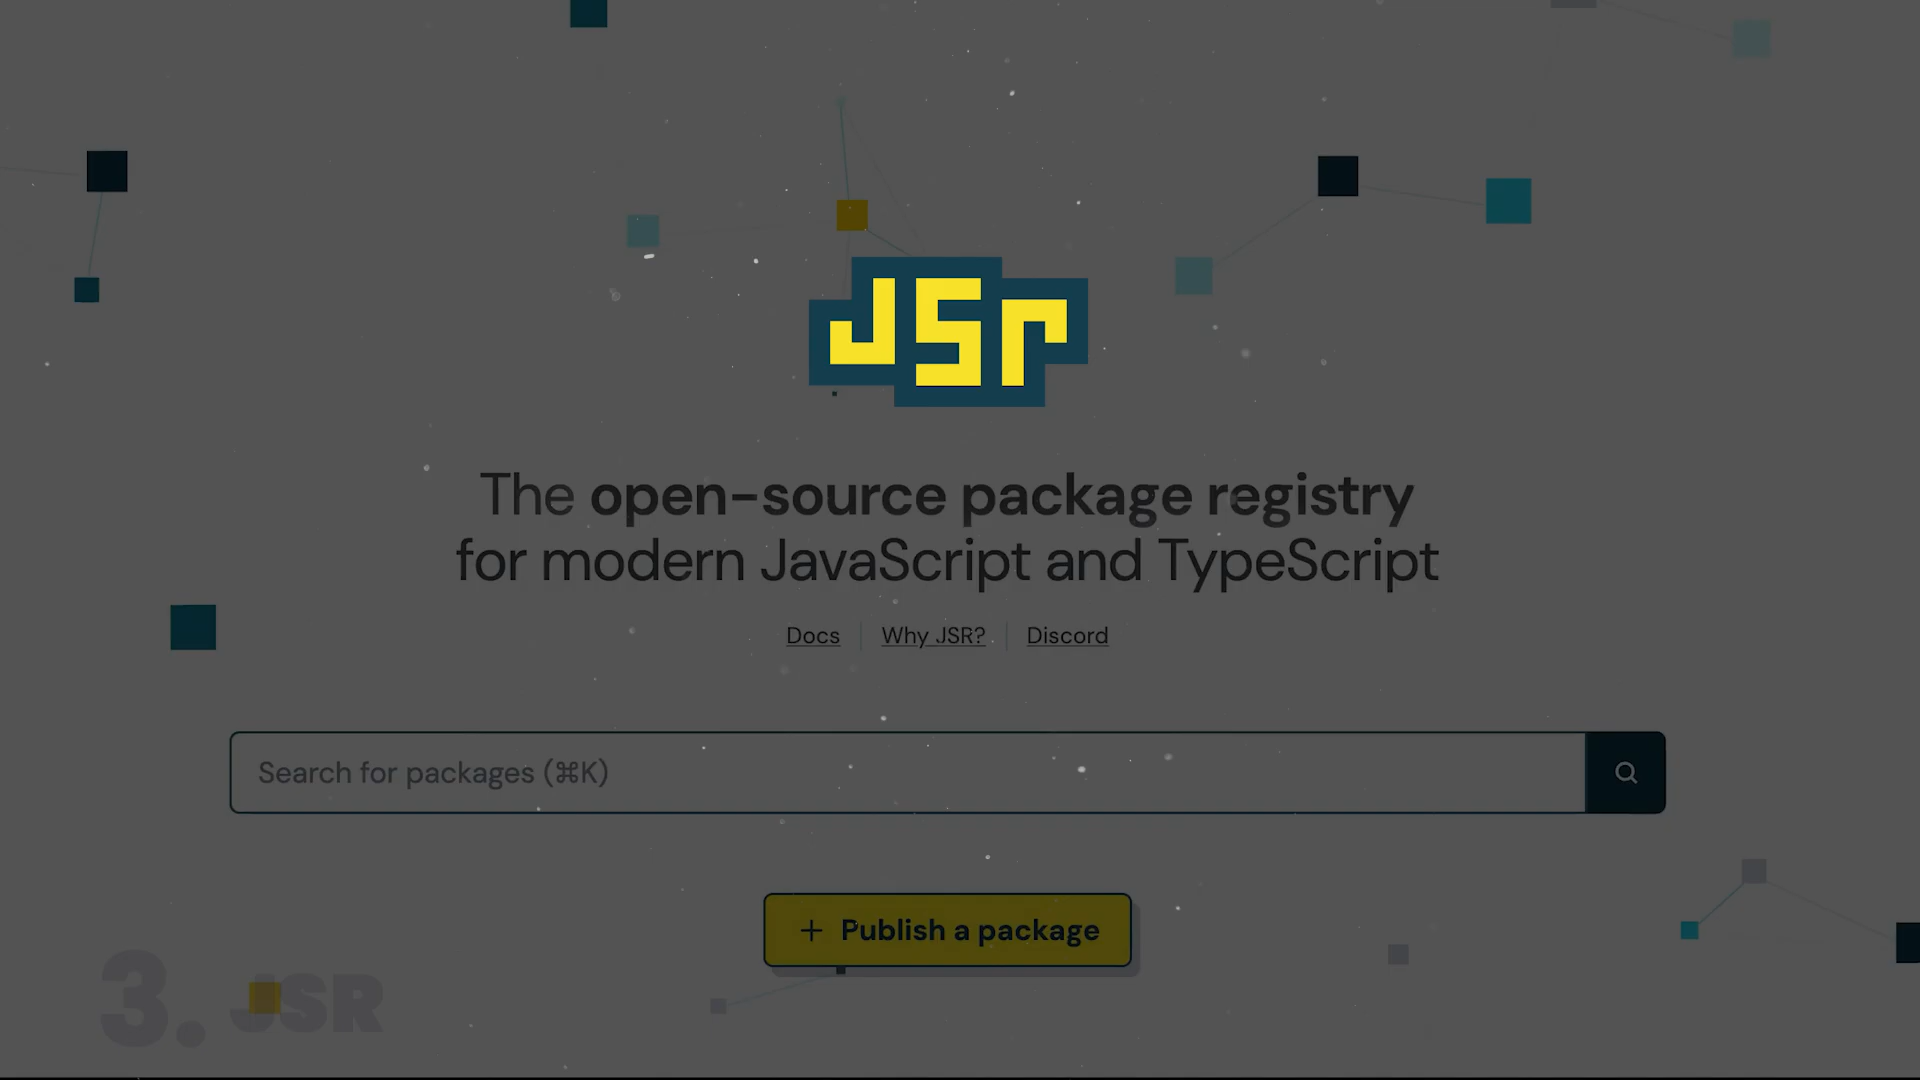 JSr
The open-source package registry
for modern JavaScript and TypeScript
Docs
Why JSR?
Discord
Search for packages (⌘K)
+ Publish a package
3. JSR